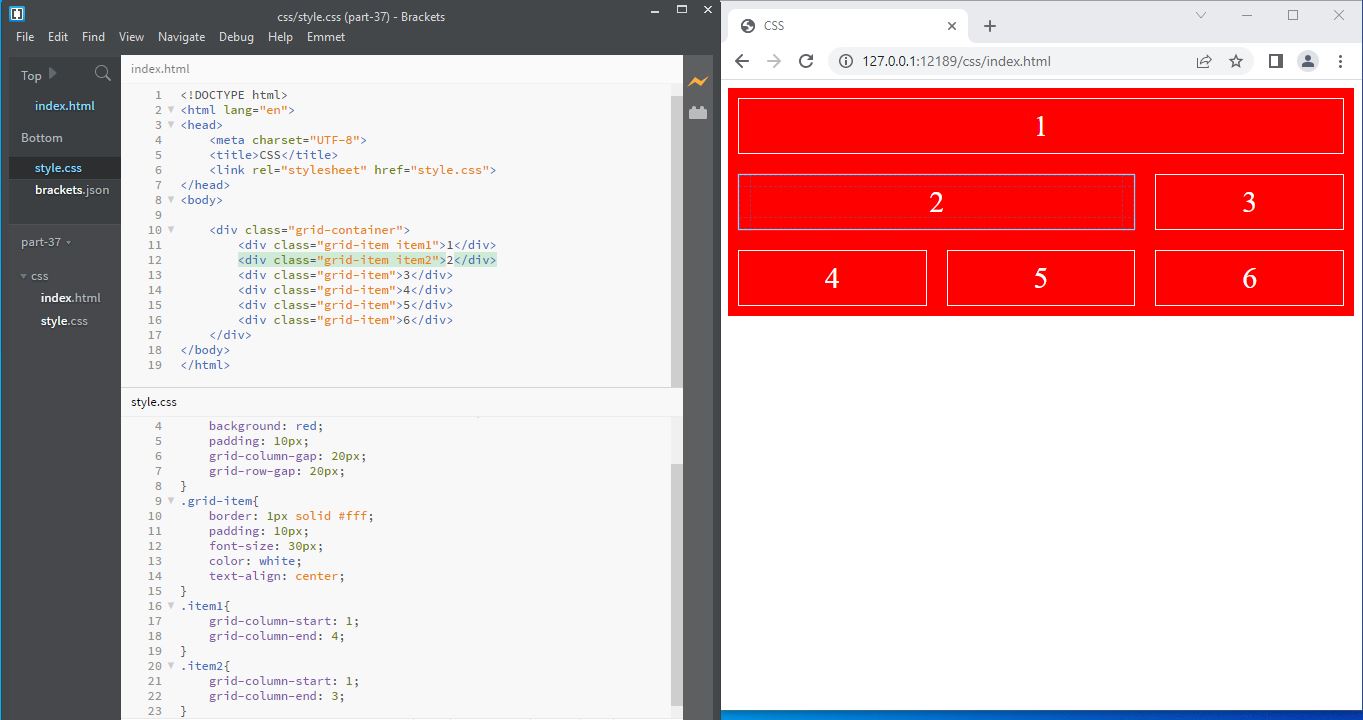 css/style.css (part-37) - Brackets
File Edit Find View Navigate Debug Help Emmet
Top
index.html
Bottom
style.css
brackets.json
part-37
css
index.html
style.css
index.html
1 <!DOCTYPE html>
2 <html lang="en">
3 <head>
4 <meta charset="UTF-8">
5 <title>CSS</title>
6 <link rel="stylesheet" href="style.css">
7 </head>
8 <body>
9
10 <div class="grid-container">
11 <div class="grid-item item1">1</div>
12 <div class="grid-item item2">2</div>
13 <div class="grid-item">3</div>
14 <div class="grid-item">4</div>
15 <div class="grid-item">5</div>
16 <div class="grid-item">6</div>
17 </div>
18 </body>
19 </html>
style.css
4 background: red;
5 padding: 10px;
6 grid-column-gap: 20px;
7 grid-row-gap: 20px;
8 }
9 .grid-item{
10 border: 1px solid #fff;
11 padding: 10px;
12 font-size: 30px;
13 color: white;
14 text-align: center;
15 }
16 .item1{
17 grid-column-start: 1;
18 grid-column-end: 4;
19 }
20 .item2{
21 grid-column-start: 1;
22 grid-column-end: 3;
23 }
CSS
127.0.0.1:12189/css/index.html
1
2 3
4 5 6